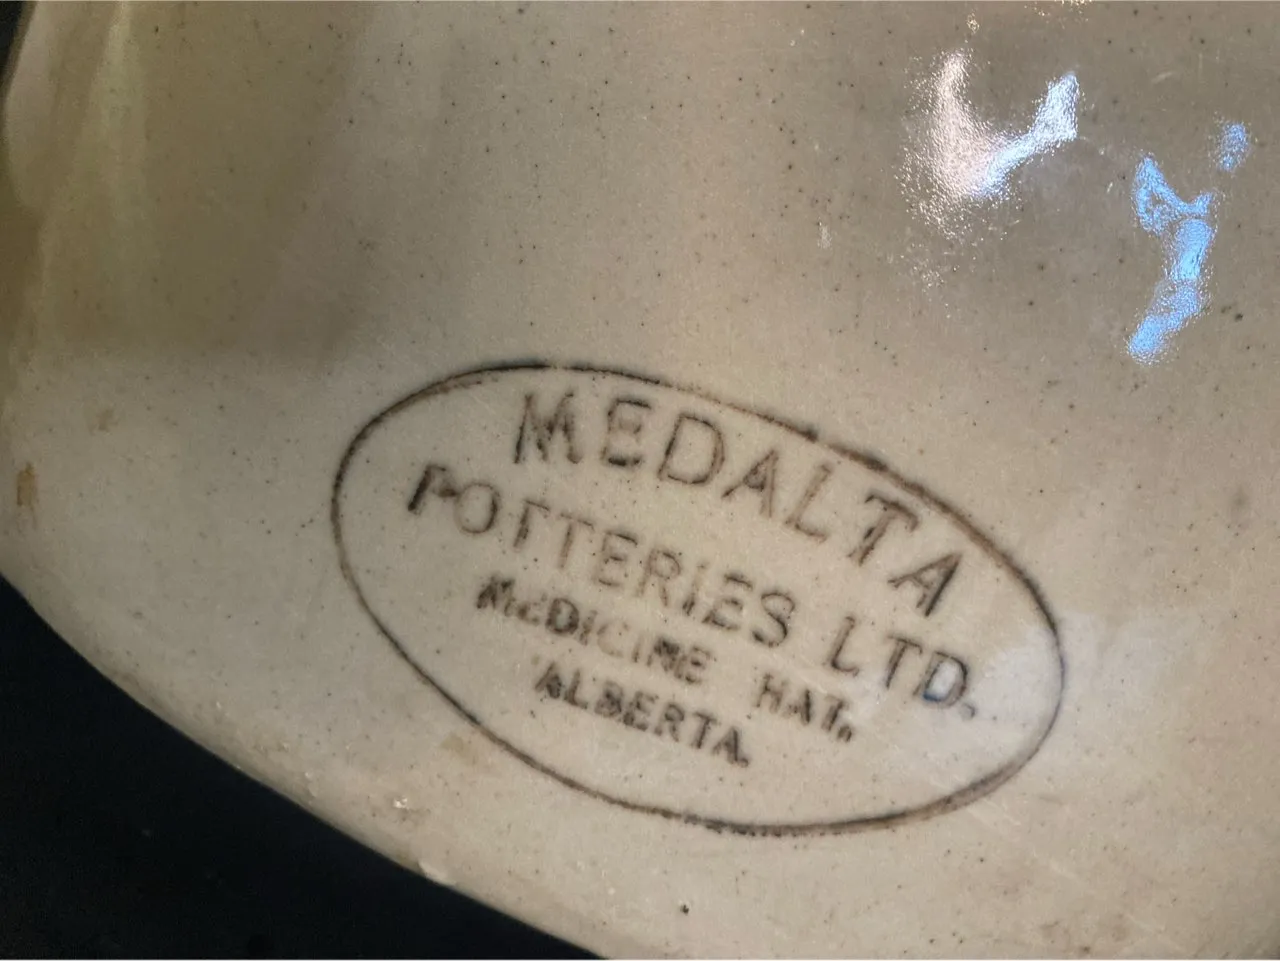 MEDALTA
POTTERIES LTD.
MEDICINE HAT,
ALBERTA.